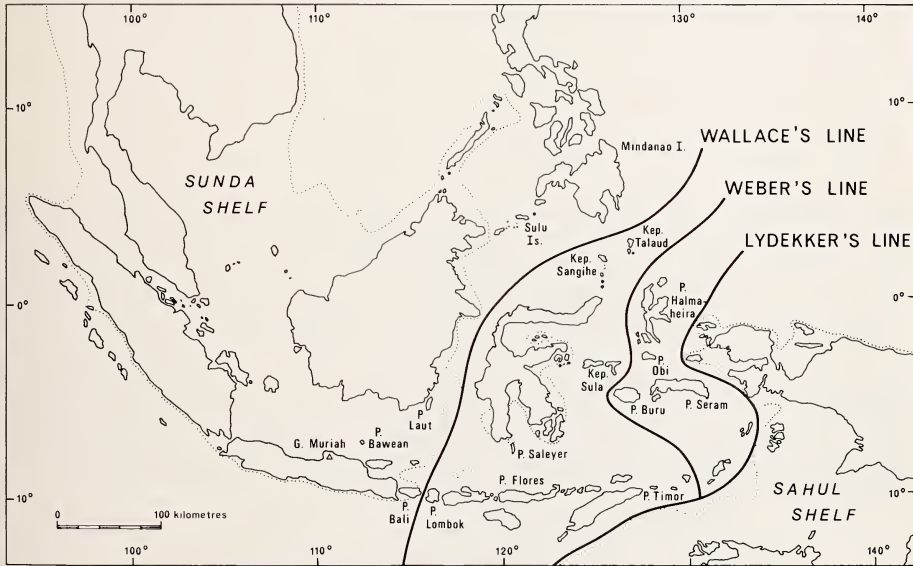 100°
110°
130°
140°
10°
10°
WALLACE'S LINE
Mindanao I.
SUNDA
SHELF
WEBER'S LINE
Sulu
Is.
Kep.
Talaud
LYDEKKER'S LINE
Kep.
Sangihe
P.
Halma-
heira
0°
0°
P.
Obi
Kep.
Sula
P. Buru
P. Seram
P.
Laut
P.
Bawean
G. Muriah
P. Saleyer
P. Flores
P. Timor
SAHUL
SHELF
10°
10°
P.
Bali
P.
Lombok
0
100 kilometres
100°
110°
120°
130°
140°